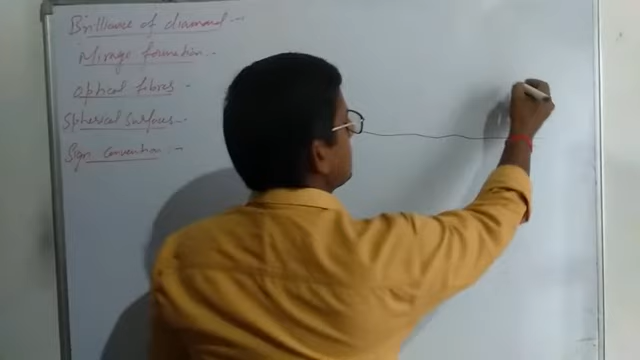 Brilliance of diamond --
Mirage formation --
Optical fibres -
Spherical surfaces -
Sign convention :-